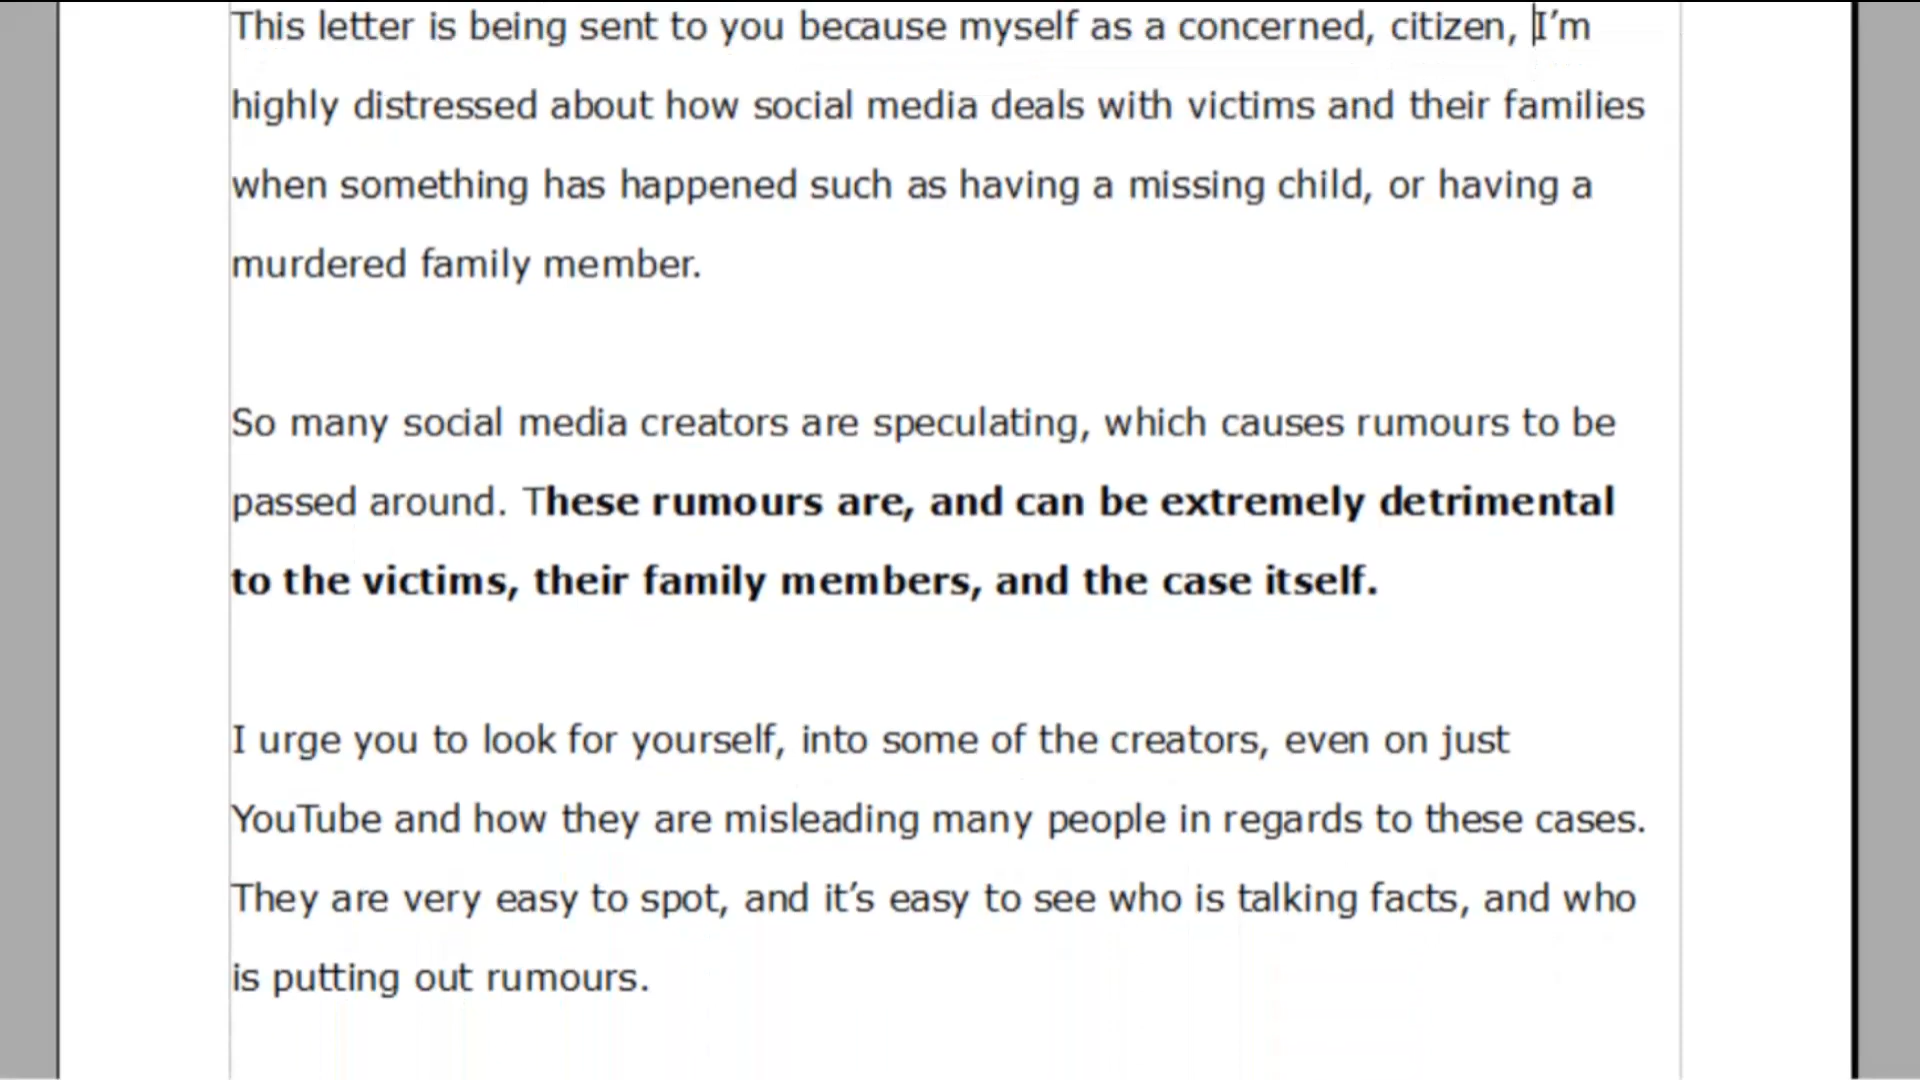 This letter is being sent to you because myself as a concerned, citizen, I’m
highly distressed about how social media deals with victims and their families
when something has happened such as having a missing child, or having a
murdered family member.
So many social media creators are speculating, which causes rumours to be
passed around. These rumours are, and can be extremely detrimental
to the victims, their family members, and the case itself.
I urge you to look for yourself, into some of the creators, even on just
YouTube and how they are misleading many people in regards to these cases.
They are very easy to spot, and it’s easy to see who is talking facts, and who
is putting out rumours.